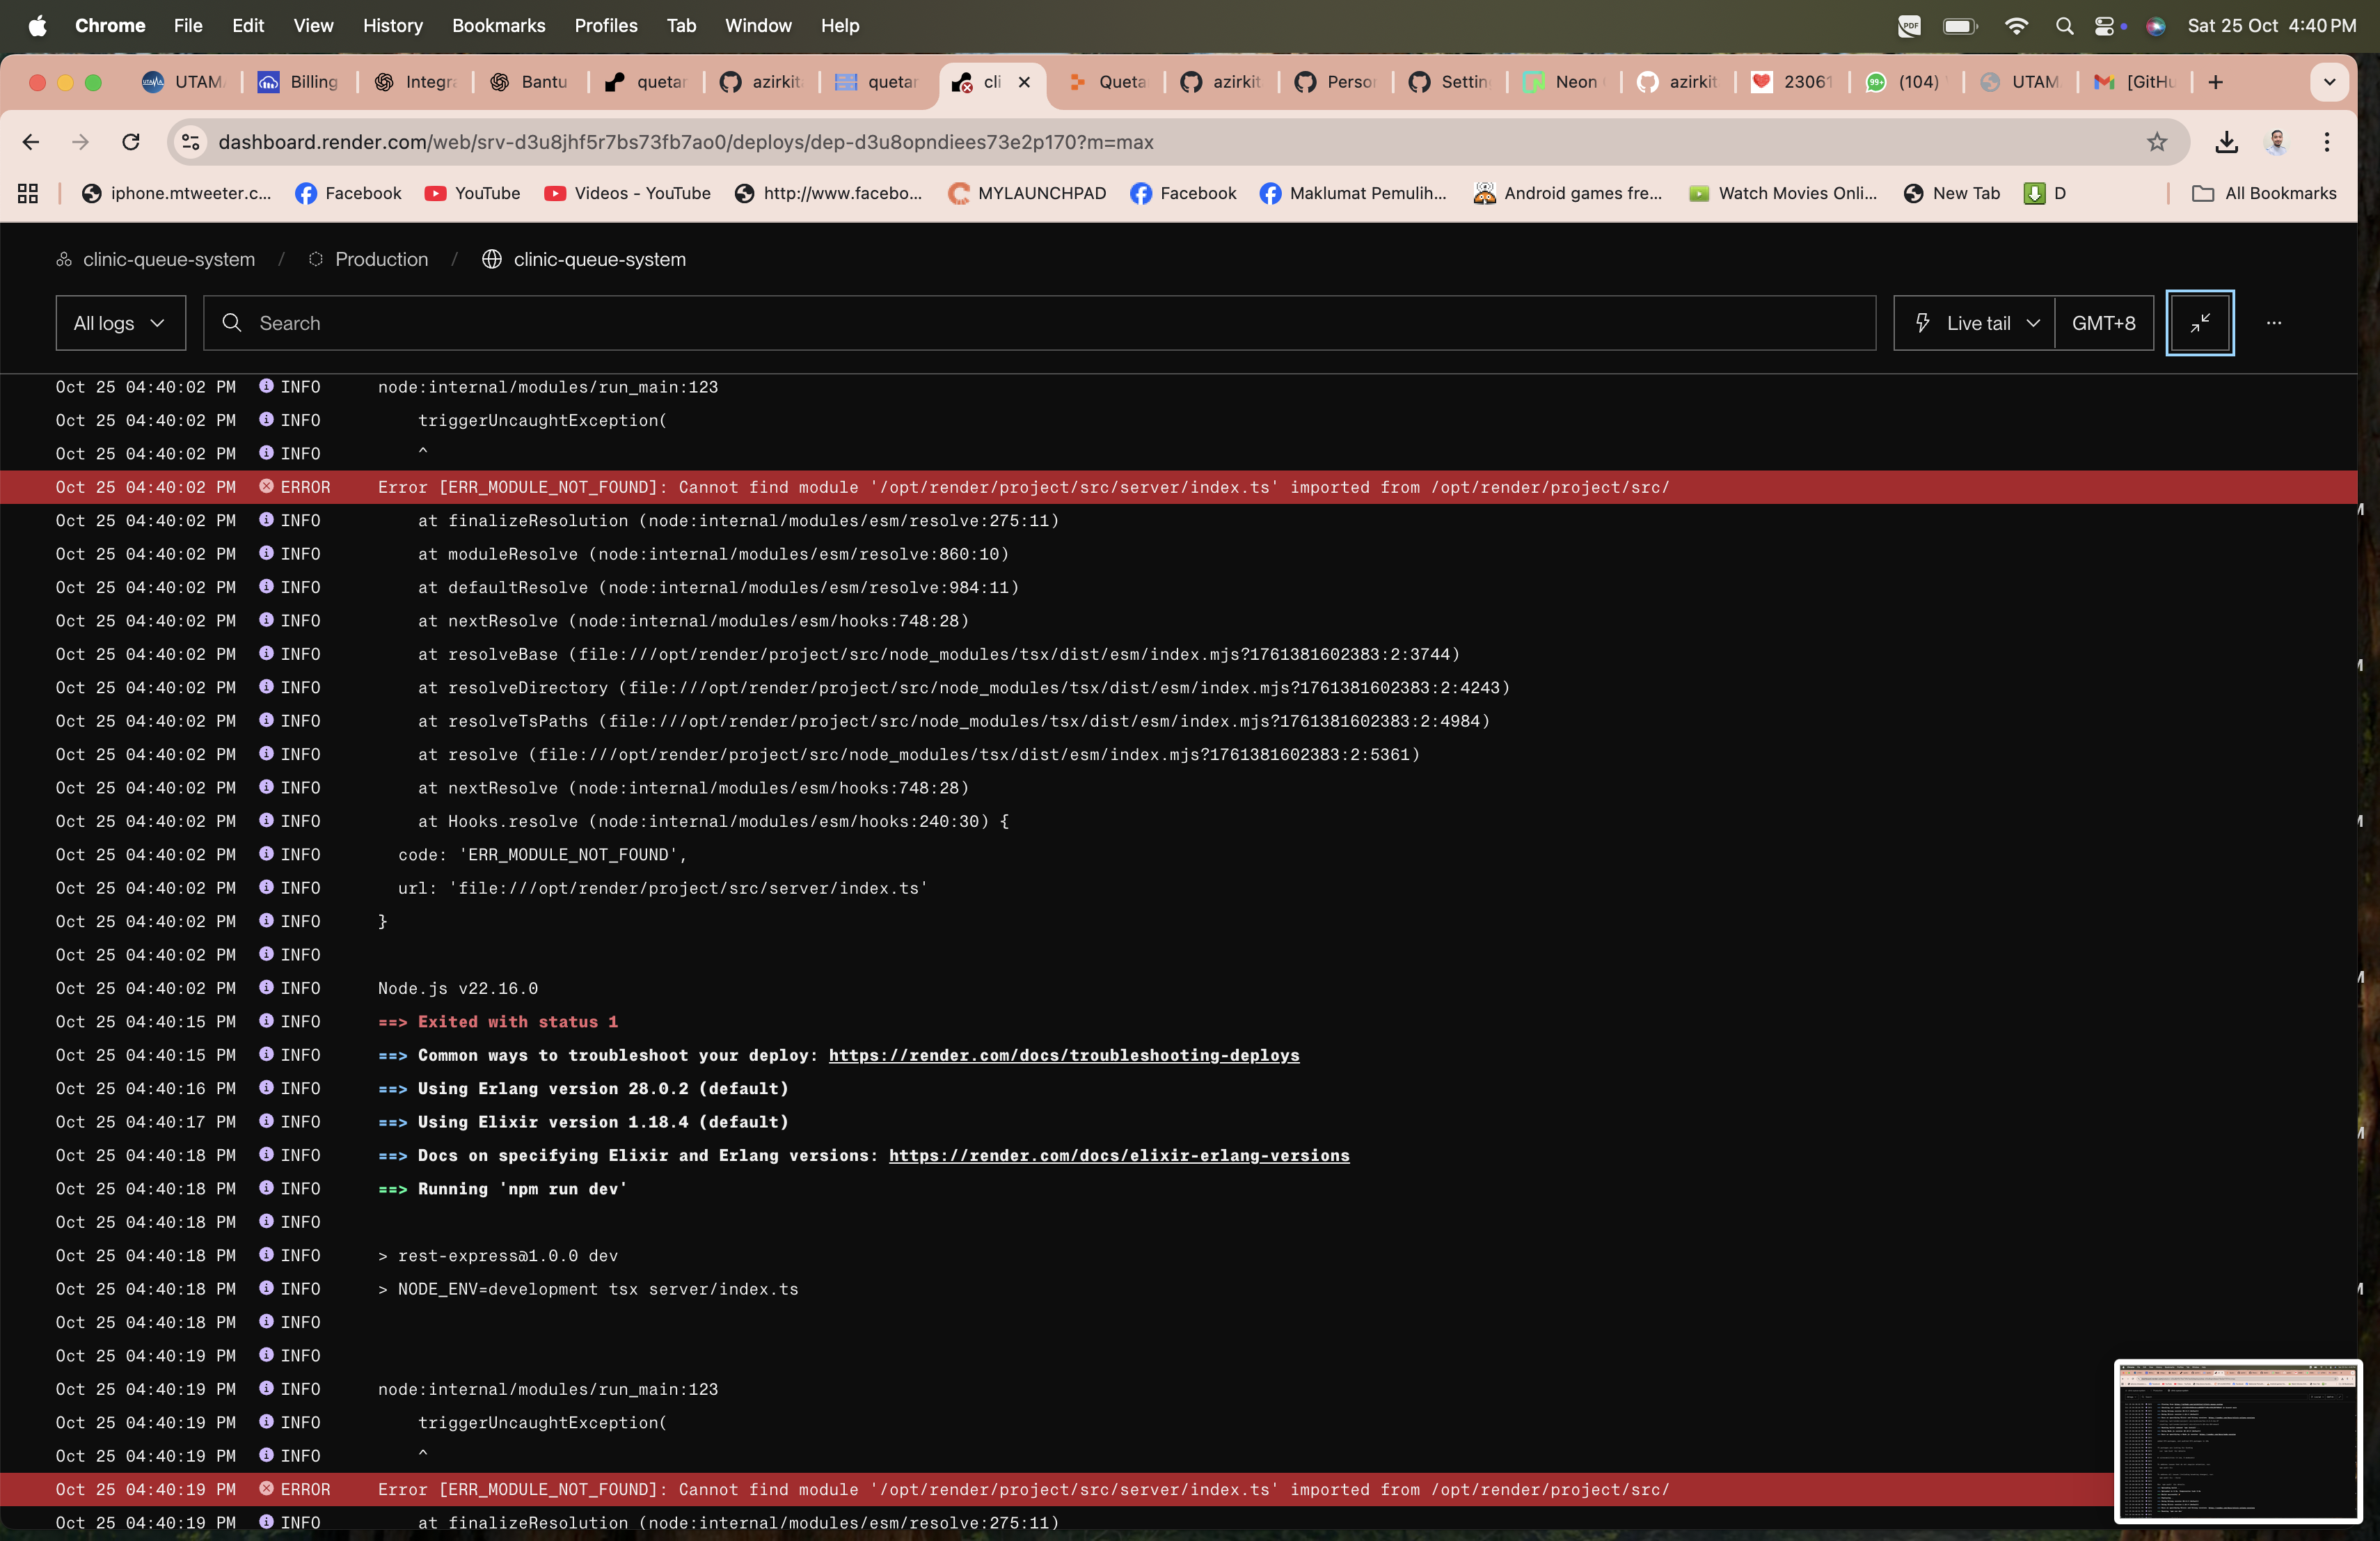 Chrome File Edit View History Bookmarks Profiles Tab Window Help PDF Sat 25 Oct 4:40 PM
UTAM Billing Integra Bantu quetar azirkit quetar cli Queta azirkit Person Setting Neon azirkit 23061 (104) UTAM [GitHu
dashboard.render.com/web/srv-d3u8jhf5r7bs73fb7ao0/deploys/dep-d3u8opndiees73e2p170?m=max
iphone.mtweeter.c... Facebook YouTube Videos - YouTube http://www.facebo... MYLAUNCHPAD Facebook Maklumat Pemulih... Android games fre... Watch Movies Onli... New Tab D All Bookmarks
clinic-queue-system / Production / clinic-queue-system
All logs Search Live tail GMT+8 ...
Oct 25 04:40:02 PM INFO node:internal/modules/run_main:123
Oct 25 04:40:02 PM INFO triggerUncaughtException(
Oct 25 04:40:02 PM INFO ^
Oct 25 04:40:02 PM ERROR Error [ERR_MODULE_NOT_FOUND]: Cannot find module '/opt/render/project/src/server/index.ts' imported from /opt/render/project/src/
Oct 25 04:40:02 PM INFO at finalizeResolution (node:internal/modules/esm/resolve:275:11)
Oct 25 04:40:02 PM INFO at moduleResolve (node:internal/modules/esm/resolve:860:10)
Oct 25 04:40:02 PM INFO at defaultResolve (node:internal/modules/esm/resolve:984:11)
Oct 25 04:40:02 PM INFO at nextResolve (node:internal/modules/esm/hooks:748:28)
Oct 25 04:40:02 PM INFO at resolveBase (file:///opt/render/project/src/node_modules/tsx/dist/esm/index.mjs?1761381602383:2:3744)
Oct 25 04:40:02 PM INFO at resolveDirectory (file:///opt/render/project/src/node_modules/tsx/dist/esm/index.mjs?1761381602383:2:4243)
Oct 25 04:40:02 PM INFO at resolveTsPaths (file:///opt/render/project/src/node_modules/tsx/dist/esm/index.mjs?1761381602383:2:4984)
Oct 25 04:40:02 PM INFO at resolve (file:///opt/render/project/src/node_modules/tsx/dist/esm/index.mjs?1761381602383:2:5361)
Oct 25 04:40:02 PM INFO at nextResolve (node:internal/modules/esm/hooks:748:28)
Oct 25 04:40:02 PM INFO at Hooks.resolve (node:internal/modules/esm/hooks:240:30) {
Oct 25 04:40:02 PM INFO code: 'ERR_MODULE_NOT_FOUND',
Oct 25 04:40:02 PM INFO url: 'file:///opt/render/project/src/server/index.ts'
Oct 25 04:40:02 PM INFO }
Oct 25 04:40:02 PM INFO
Oct 25 04:40:02 PM INFO Node.js v22.16.0
Oct 25 04:40:15 PM INFO ==> Exited with status 1
Oct 25 04:40:15 PM INFO ==> Common ways to troubleshoot your deploy: https://render.com/docs/troubleshooting-deploys
Oct 25 04:40:16 PM INFO ==> Using Erlang version 28.0.2 (default)
Oct 25 04:40:17 PM INFO ==> Using Elixir version 1.18.4 (default)
Oct 25 04:40:18 PM INFO ==> Docs on specifying Elixir and Erlang versions: https://render.com/docs/elixir-erlang-versions
Oct 25 04:40:18 PM INFO ==> Running 'npm run dev'
Oct 25 04:40:18 PM INFO
Oct 25 04:40:18 PM INFO > rest-express@1.0.0 dev
Oct 25 04:40:18 PM INFO > NODE_ENV=development tsx server/index.ts
Oct 25 04:40:18 PM INFO
Oct 25 04:40:19 PM INFO
Oct 25 04:40:19 PM INFO node:internal/modules/run_main:123
Oct 25 04:40:19 PM INFO triggerUncaughtException(
Oct 25 04:40:19 PM INFO ^
Oct 25 04:40:19 PM ERROR Error [ERR_MODULE_NOT_FOUND]: Cannot find module '/opt/render/project/src/server/index.ts' imported from /opt/render/project/src/
Oct 25 04:40:19 PM INFO at finalizeResolution (node:internal/modules/esm/resolve:275:11)